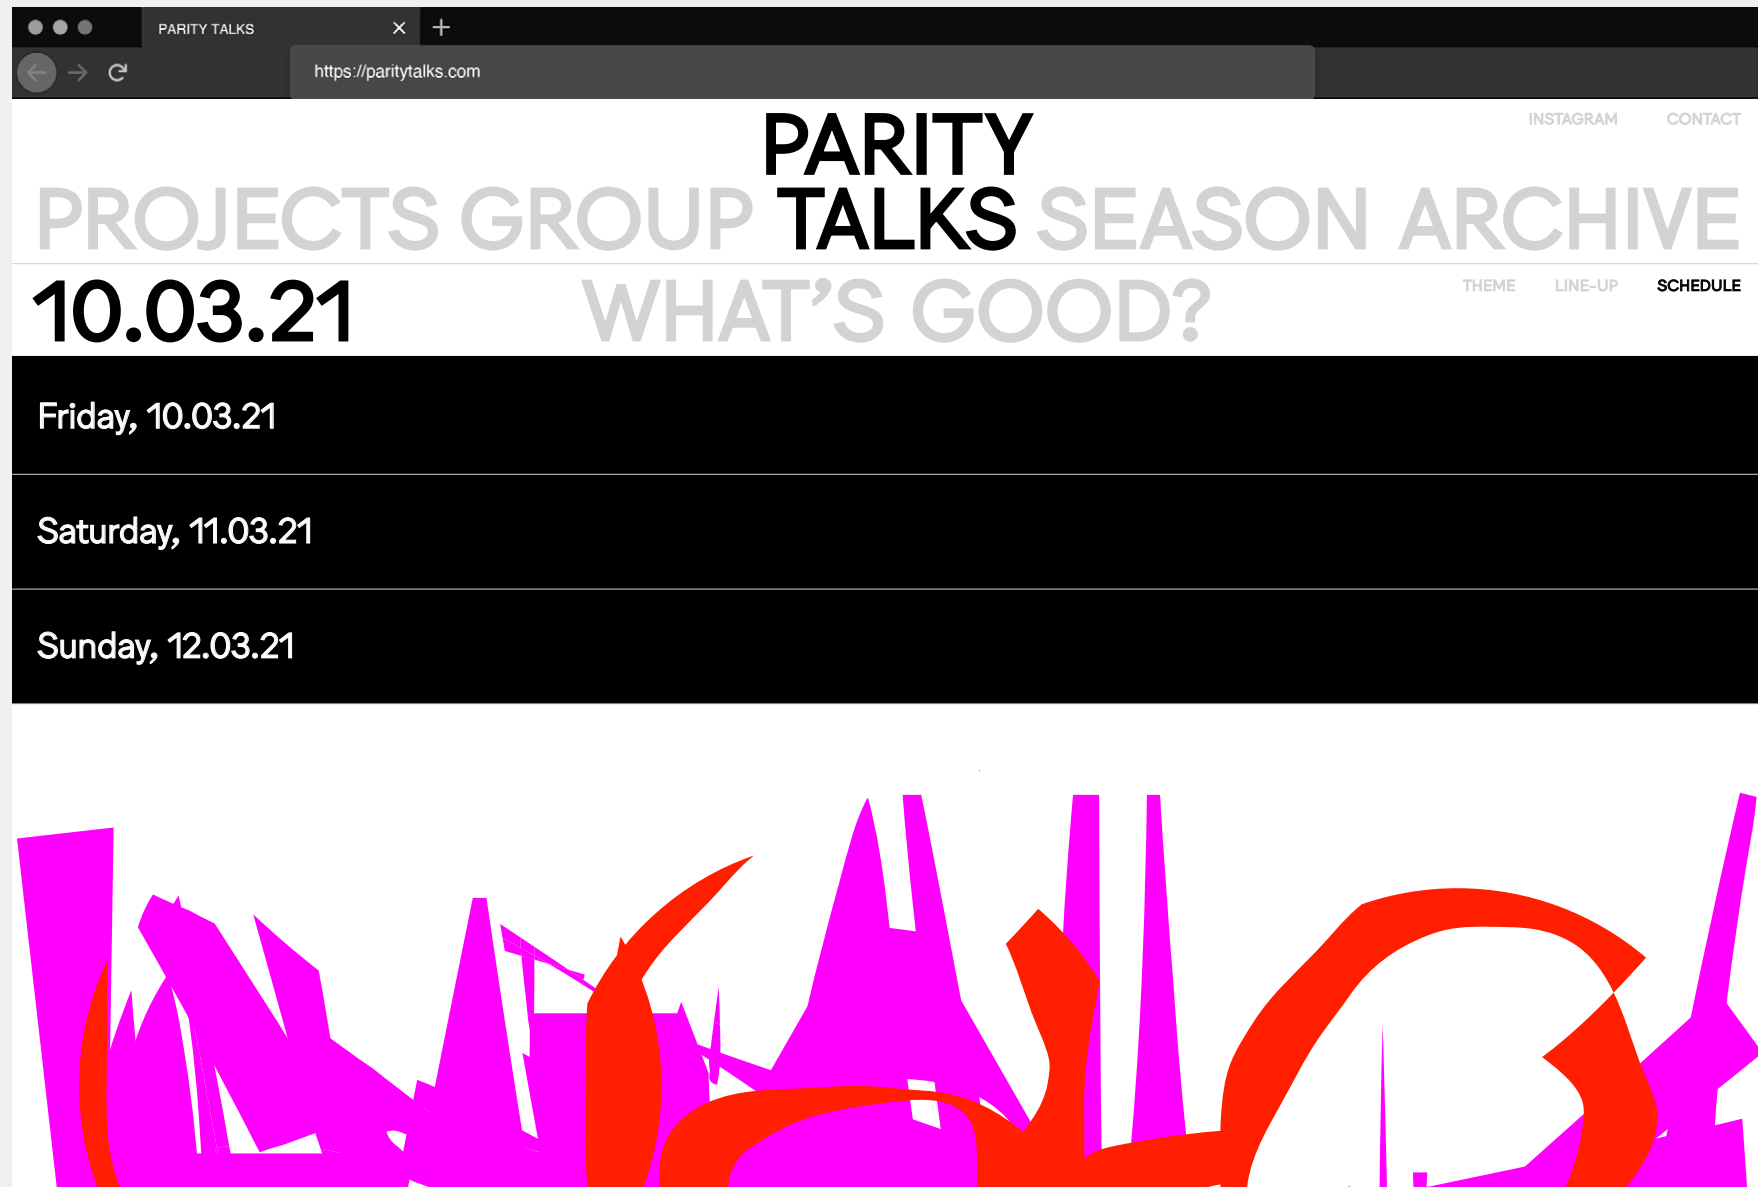 PARITY TALKS
https://paritytalks.com
INSTAGRAM CONTACT
PARITY
PROJECTS GROUP TALKS SEASON ARCHIVE
10.03.21 WHAT'S GOOD? THEME LINE-UP SCHEDULE
Friday, 10.03.21
Saturday, 11.03.21
Sunday, 12.03.21